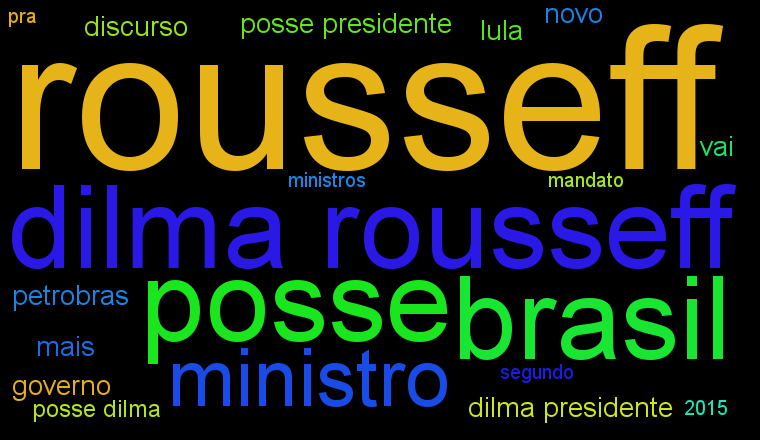 pra
discurso
posse presidente
lula
novo
rousseff
vai
ministros
mandato
dilma rousseff
petrobras
posse
brasil
mais
ministro
segundo
governo
posse dilma
dilma presidente
2015